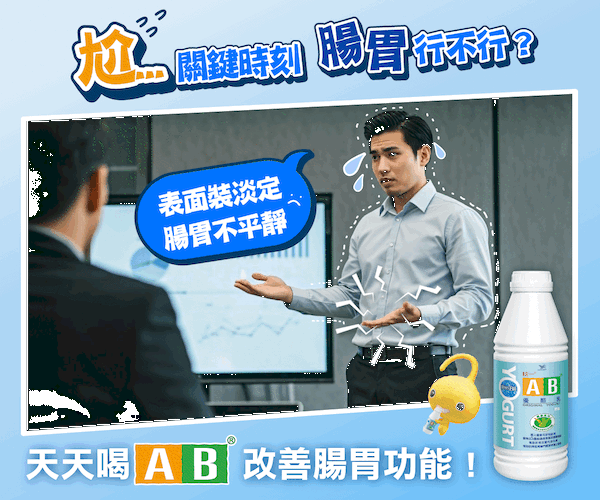 尬... 關鍵時刻 腸胃行不行？
表面裝淡定
腸胃不平靜
AB
YOGURT
天天喝AB® 改善腸胃功能！